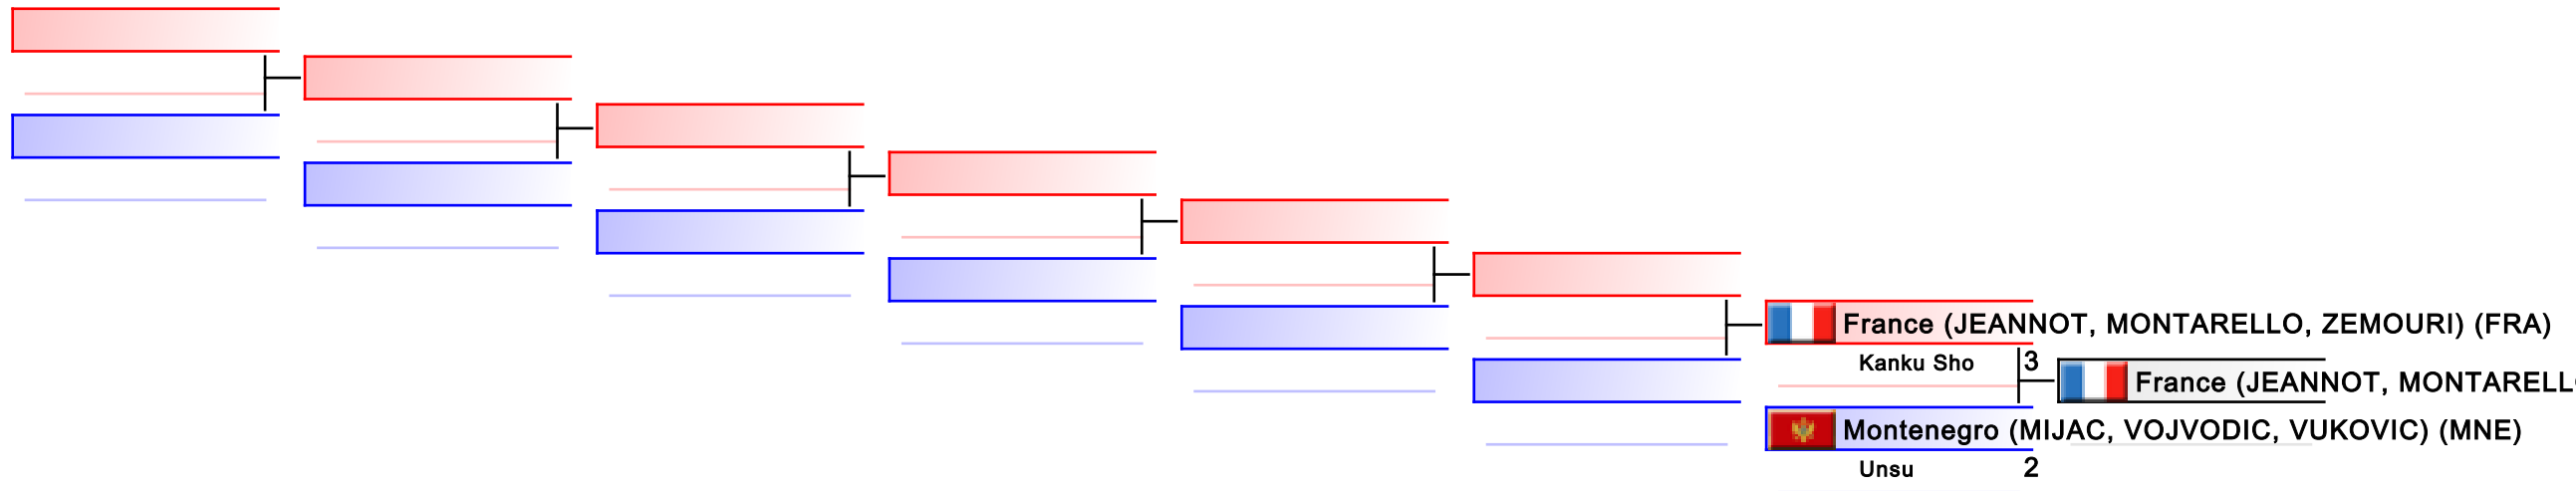 France (JEANNOT, MONTARELLO, ZEMOURI) (FRA)
Kanku Sho 3
France (JEANNOT, MONTARELL
Montenegro (MIJAC, VOJVODIC, VUKOVIC) (MNE)
Unsu 2